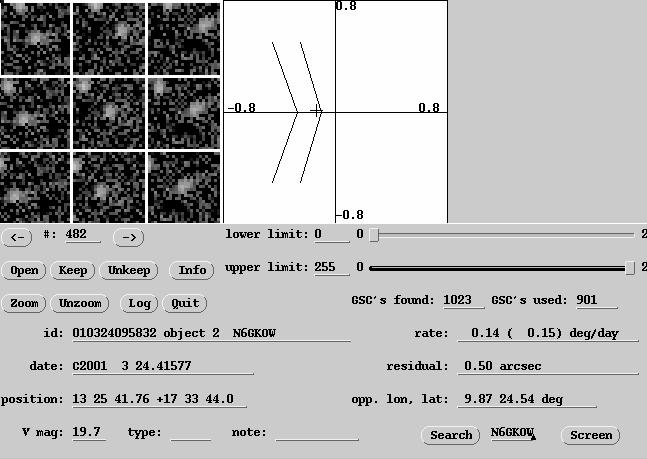 0.8
-0.8 0.8
-0.8
<- #: 482 -> lower limit: 0 0 2
Open Keep Unkeep Info upper limit: 255 0 2
Zoom Unzoom Log Quit GSC's found: 1023 GSC's used: 901
id: 010324095832 object 2 N6GK0W rate: 0.14 ( 0.15) deg/day
date: C2001 3 24.41577 residual: 0.50 arcsec
position: 13 25 41.76 +17 33 44.0 opp. lon, lat: 9.87 24.54 deg
V mag: 19.7 type: note: Search N6GK0W Screen